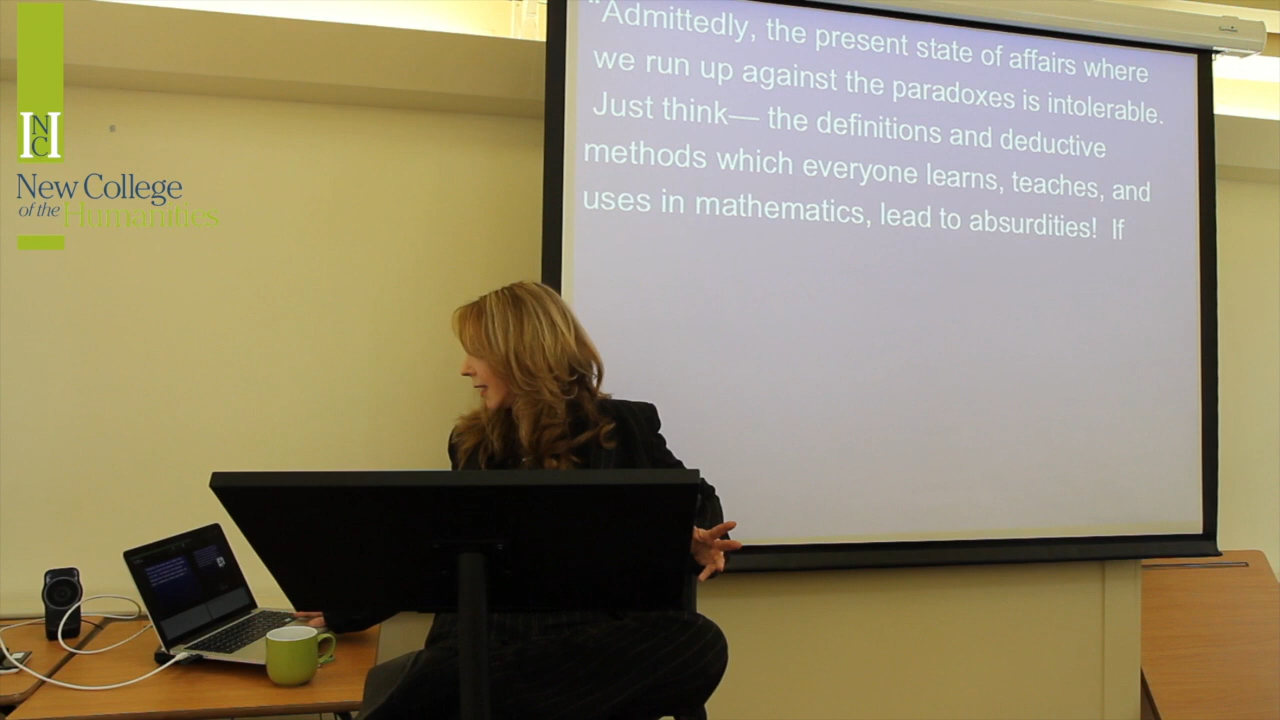 NCH
New College
of the Humanities
"Admittedly, the present state of affairs where
we run up against the paradoxes is intolerable.
Just think— the definitions and deductive
methods which everyone learns, teaches, and
uses in mathematics, lead to absurdities!  If